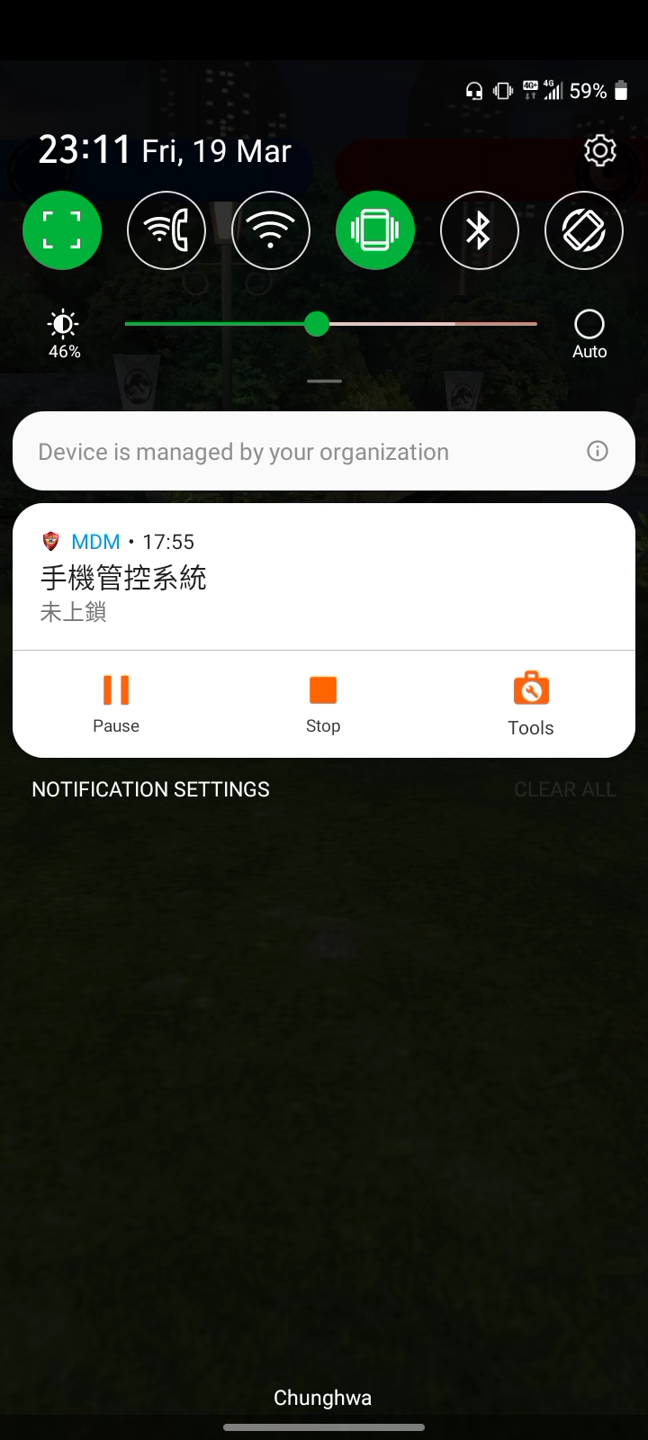 59%
23:11 Fri, 19 Mar
46%
Auto
Device is managed by your organization
MDM • 17:55
手機管控系統
未上鎖
Pause
Stop
Tools
NOTIFICATION SETTINGS
CLEAR ALL
Chunghwa